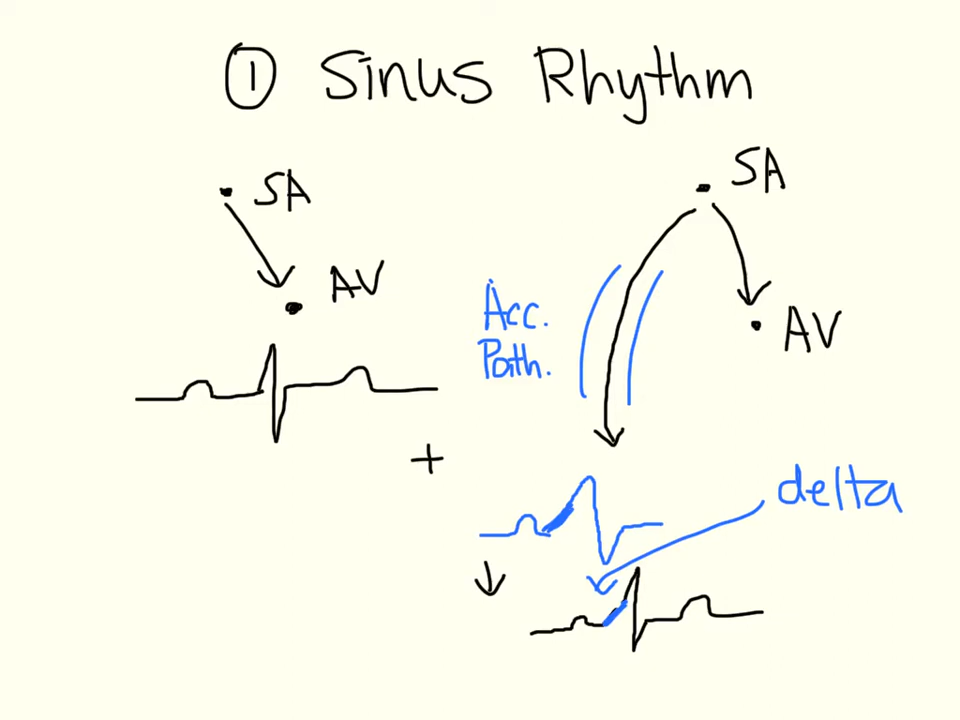 ① Sinus Rhythm
SA
AV
SA
Acc.
Path.
AV
+
delta